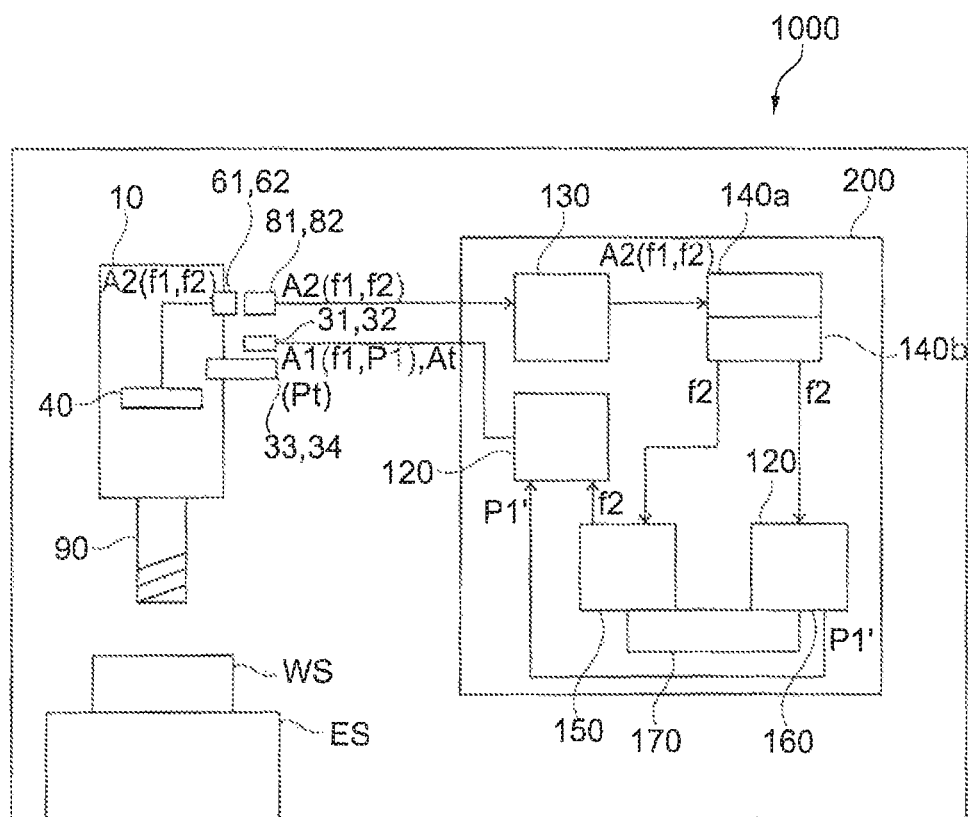 1000
61,62
10
81,82
130
140a
200
A2(f1,f2)
A2(f1,f2)
A2(f1,f2)
31,32
A1(f1,P1),At
(Pt)
140b
40
f2
f2
33,34
120
120
P1'
f2
90
P1'
WS
150
170
160
ES